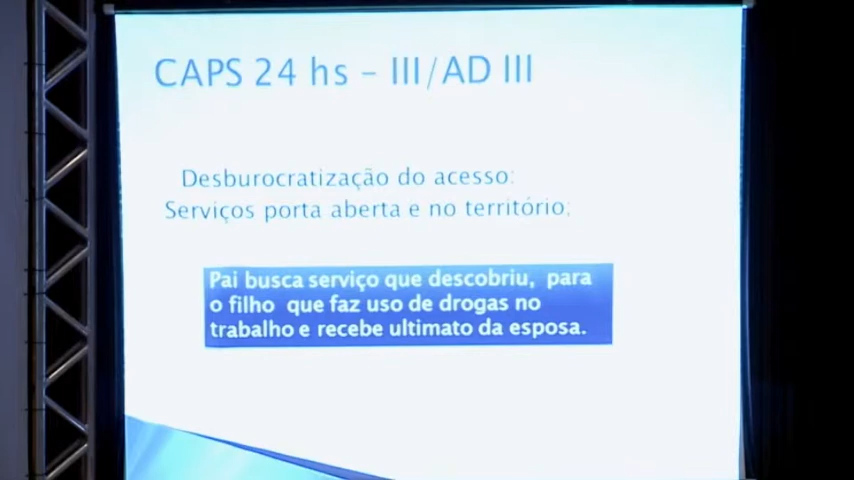 CAPS 24 hs – III/AD III
Desburocratização do acesso:
Serviços porta aberta e no território;
Pai busca serviço que descobriu, para
o filho que faz uso de drogas no
trabalho e recebe ultimato da esposa.